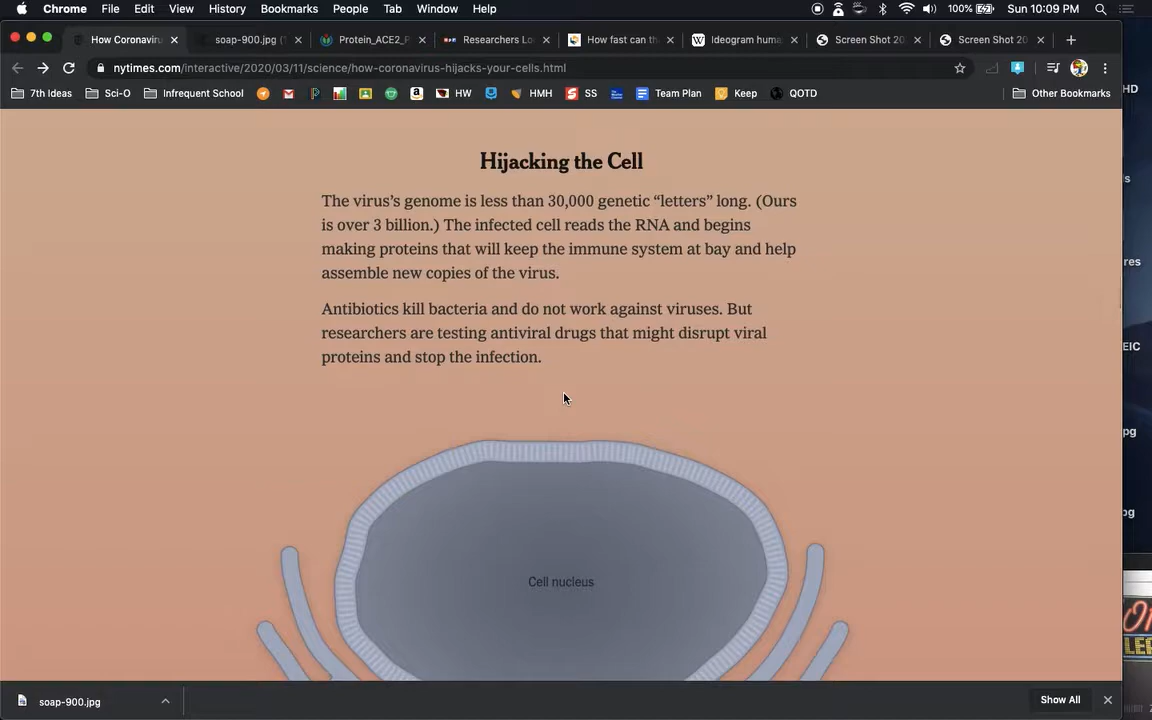 Chrome File Edit View History Bookmarks People Tab Window Help 100% Sun 10:09 PM
How Coronaviru soap-900.jpg ( Protein_ACE2_P Researchers Lo How fast can th Ideogram huma Screen Shot 20 Screen Shot 20
nytimes.com/interactive/2020/03/11/science/how-coronavirus-hijacks-your-cells.html
7th Ideas Sci-O Infrequent School HW HMH SS Team Plan Keep QOTD Other Bookmarks
HD
Hijacking the Cell
The virus’s genome is less than 30,000 genetic “letters” long. (Ours
is over 3 billion.) The infected cell reads the RNA and begins
making proteins that will keep the immune system at bay and help
assemble new copies of the virus.
Antibiotics kill bacteria and do not work against viruses. But
researchers are testing antiviral drugs that might disrupt viral
proteins and stop the infection.
Cell nucleus
ls
res
EIC
pg
soap-900.jpg Show All